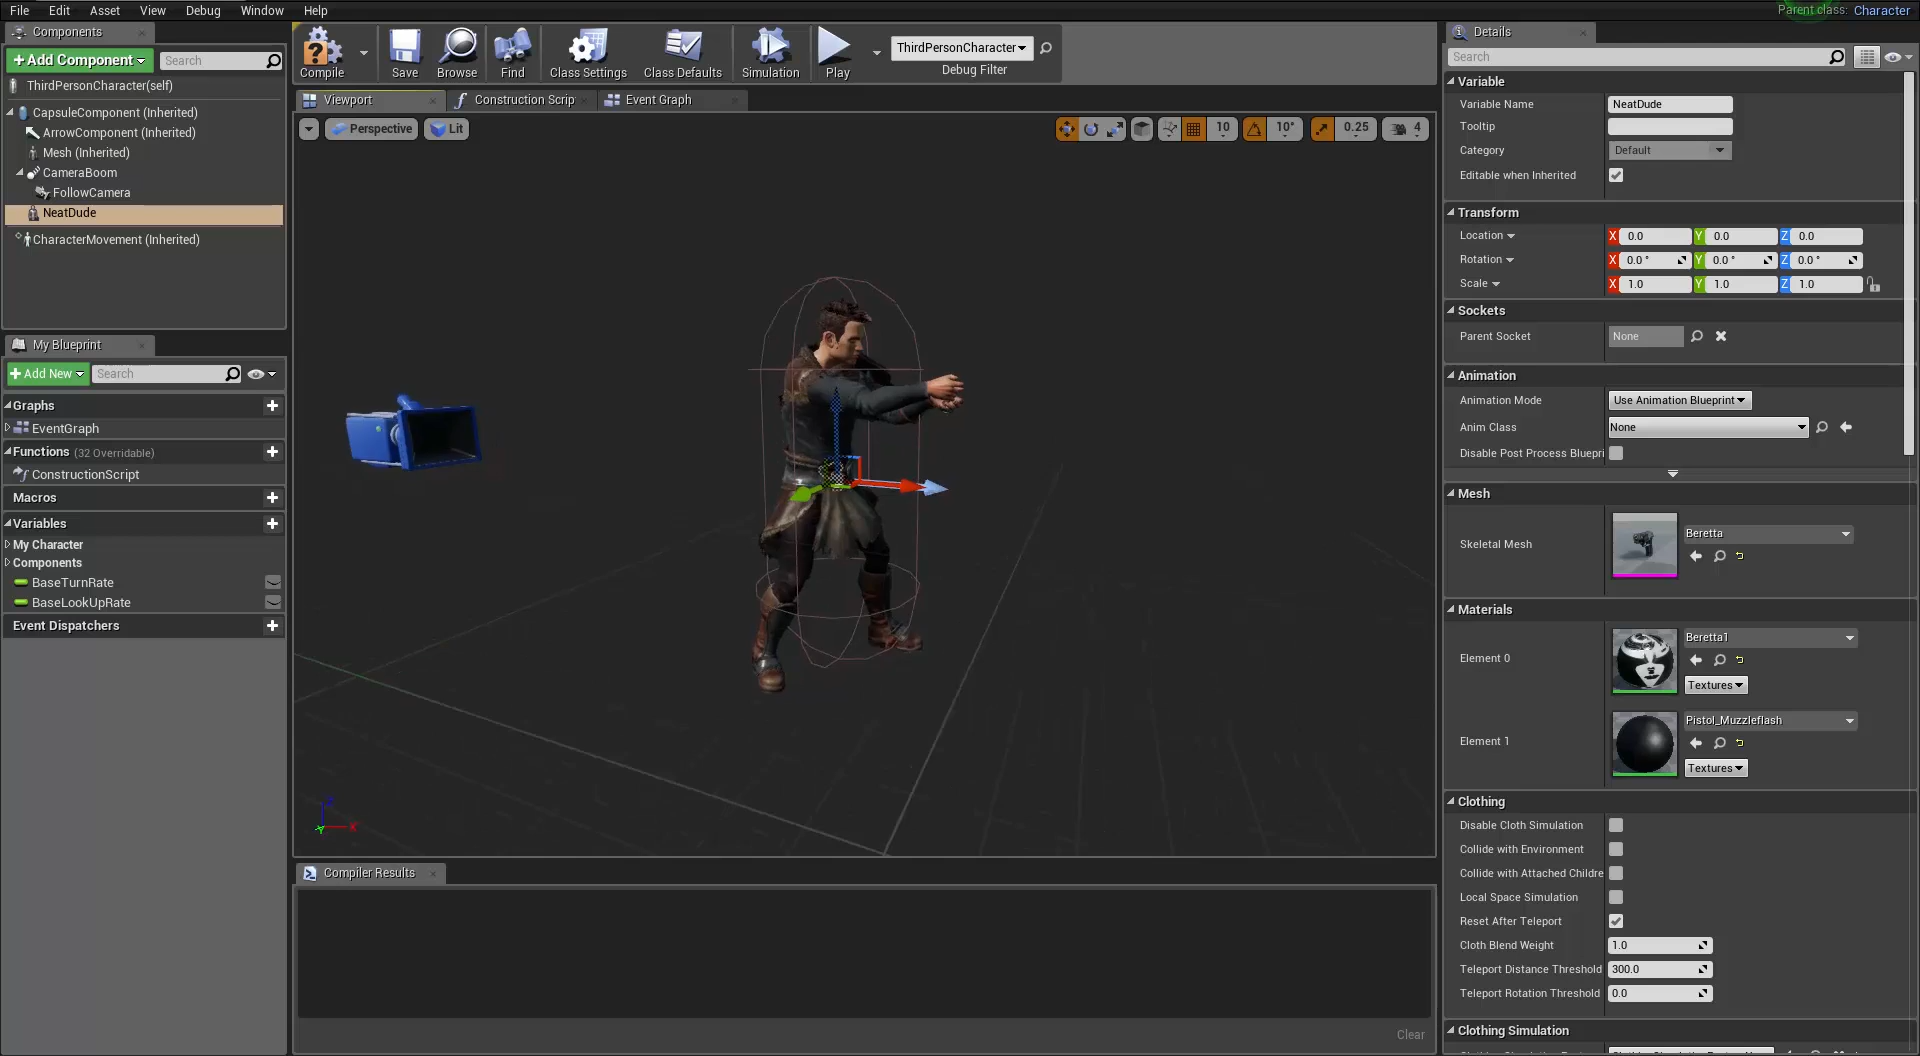 File Edit Asset View Debug Window Help
Parent class: Character
Components
+ Add Component
Search
ThirdPersonCharacter(self)
CapsuleComponent (Inherited)
ArrowComponent (Inherited)
Mesh (Inherited)
CameraBoom
FollowCamera
NeatDude
CharacterMovement (Inherited)
My Blueprint
+ Add New
Search
Graphs
EventGraph
Functions (32 Overridable)
ConstructionScript
Macros
Variables
My Character
Components
BaseTurnRate
BaseLookUpRate
Event Dispatchers
Compile
Save
Browse
Find
Class Settings
Class Defaults
Simulation
Play
ThirdPersonCharacter
Debug Filter
Viewport
Construction Scrip
Event Graph
Perspective
Lit
10
10°
0.25
4
Z
X
Y
Compiler Results
Clear
Details
Search
Variable
Variable Name NeatDude
Tooltip
Category Default
Editable when Inherited
Transform
Location X 0.0 Y 0.0 Z 0.0
Rotation X 0.0 ° Y 0.0 ° Z 0.0 °
Scale X 1.0 Y 1.0 Z 1.0
Sockets
Parent Socket None
Animation
Animation Mode Use Animation Blueprint
Anim Class None
Disable Post Process Bluepri
Mesh
Skeletal Mesh Beretta
Materials
Element 0 Beretta1
Textures
Element 1 Pistol_Muzzleflash
Textures
Clothing
Disable Cloth Simulation
Collide with Environment
Collide with Attached Childre
Local Space Simulation
Reset After Teleport
Cloth Blend Weight 1.0
Teleport Distance Threshold 300.0
Teleport Rotation Threshold 0.0
Clothing Simulation